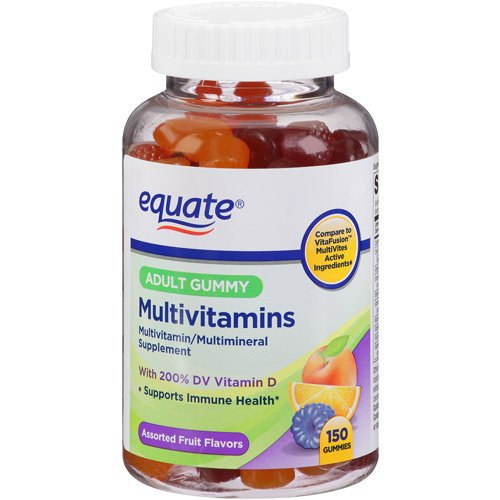 equate®
Compare to
VitaFusion™
MultiVites
Active
Ingredients‡
ADULT GUMMY
Multivitamins
Multivitamin/Multimineral
Supplement
With 200% DV Vitamin D
• Supports Immune Health*
Assorted Fruit Flavors
150
GUMMIES